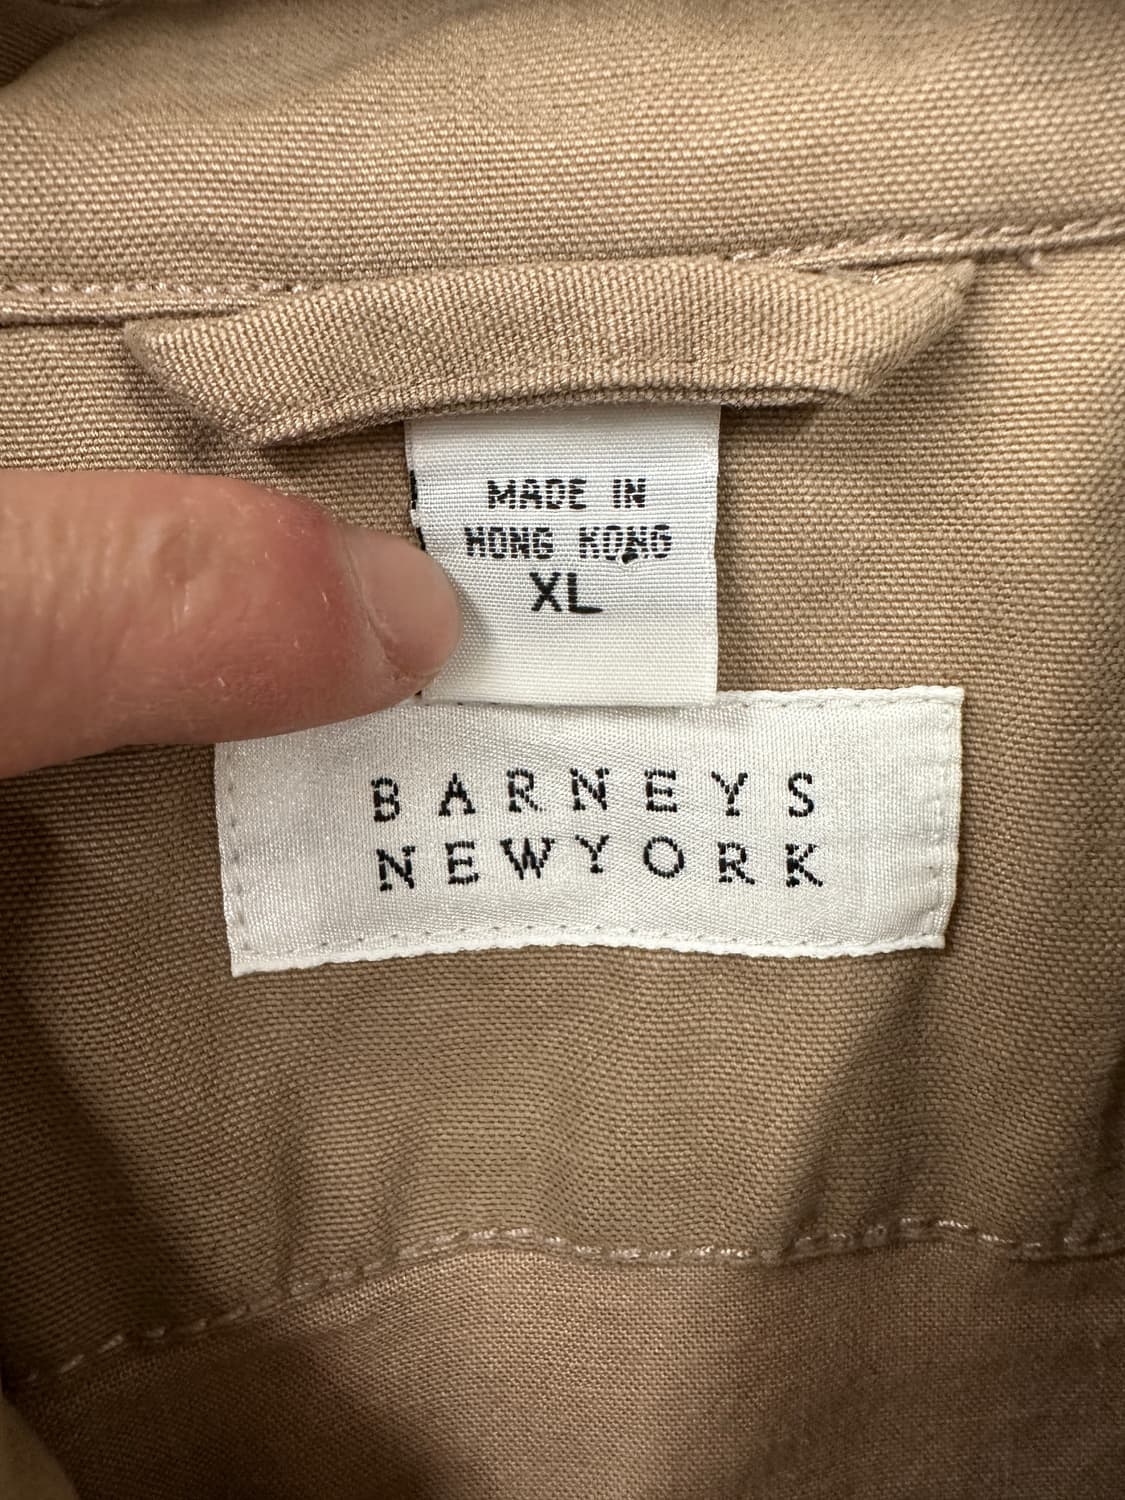 MADE IN
HONG KONG
XL
BARNEYS
NEWYORK